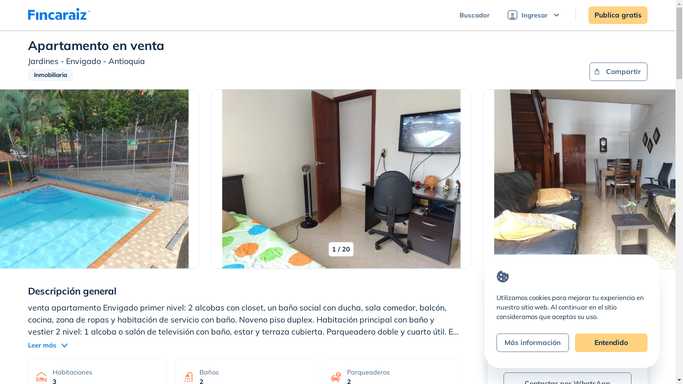 Fincaraiz
Buscador
Ingresar
Publica gratis
Apartamento en venta
Jardines - Envigado - Antioquia
Inmobiliaria
Compartir
1 / 20
Descripción general
venta apartamento Envigado primer nivel: 2 alcobas con closet, un baño social con ducha, sala comedor, balcón,
cocina, zona de ropas y habitación de servicio con baño. Noveno piso duplex. Habitación principal con baño y
vestier 2 nivel: 1 alcoba o salón de televisión con baño, estar y terraza cubierta. Parqueadero doble y cuarto útil. E...
Leer más
Habitaciones
3
Baños
2
Parqueaderos
2
Utilizamos cookies para mejorar tu experiencia en
nuestro sitio web. Al continuar en el sitio
consideramos que aceptas su uso.
Más información
Entendido
Contactar por WhatsApp